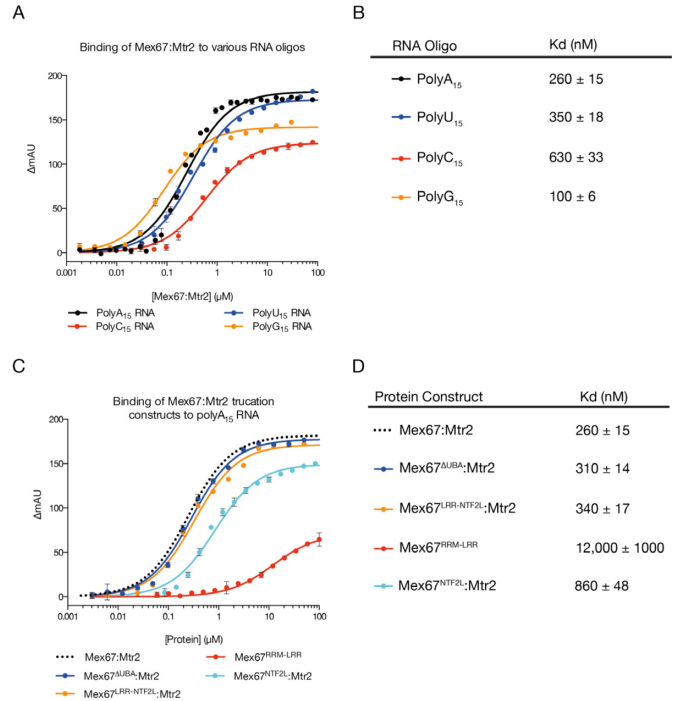 A
Binding of Mex67:Mtr2 to various RNA oligos
200
150
100
50
0
ΔmAU
0.001 0.01 0.1 1 10 100
[Mex67:Mtr2] (µM)
PolyA15 RNA PolyU15 RNA
PolyC15 RNA PolyG15 RNA
B
RNA Oligo Kd (nM)
PolyA15 260 ± 15
PolyU15 350 ± 18
PolyC15 630 ± 33
PolyG15 100 ± 6
C
Binding of Mex67:Mtr2 trucation
constructs to polyA15 RNA
200
150
100
50
0
ΔmAU
0.001 0.01 0.1 1 10 100
[Protein] (µM)
Mex67:Mtr2 Mex67RRM-LRR
Mex67ΔUBA:Mtr2 Mex67NTF2L:Mtr2
Mex67LRR-NTF2L:Mtr2
D
Protein Construct Kd (nM)
Mex67:Mtr2 260 ± 15
Mex67ΔUBA:Mtr2 310 ± 14
Mex67LRR-NTF2L:Mtr2 340 ± 17
Mex67RRM-LRR 12,000 ± 1000
Mex67NTF2L:Mtr2 860 ± 48